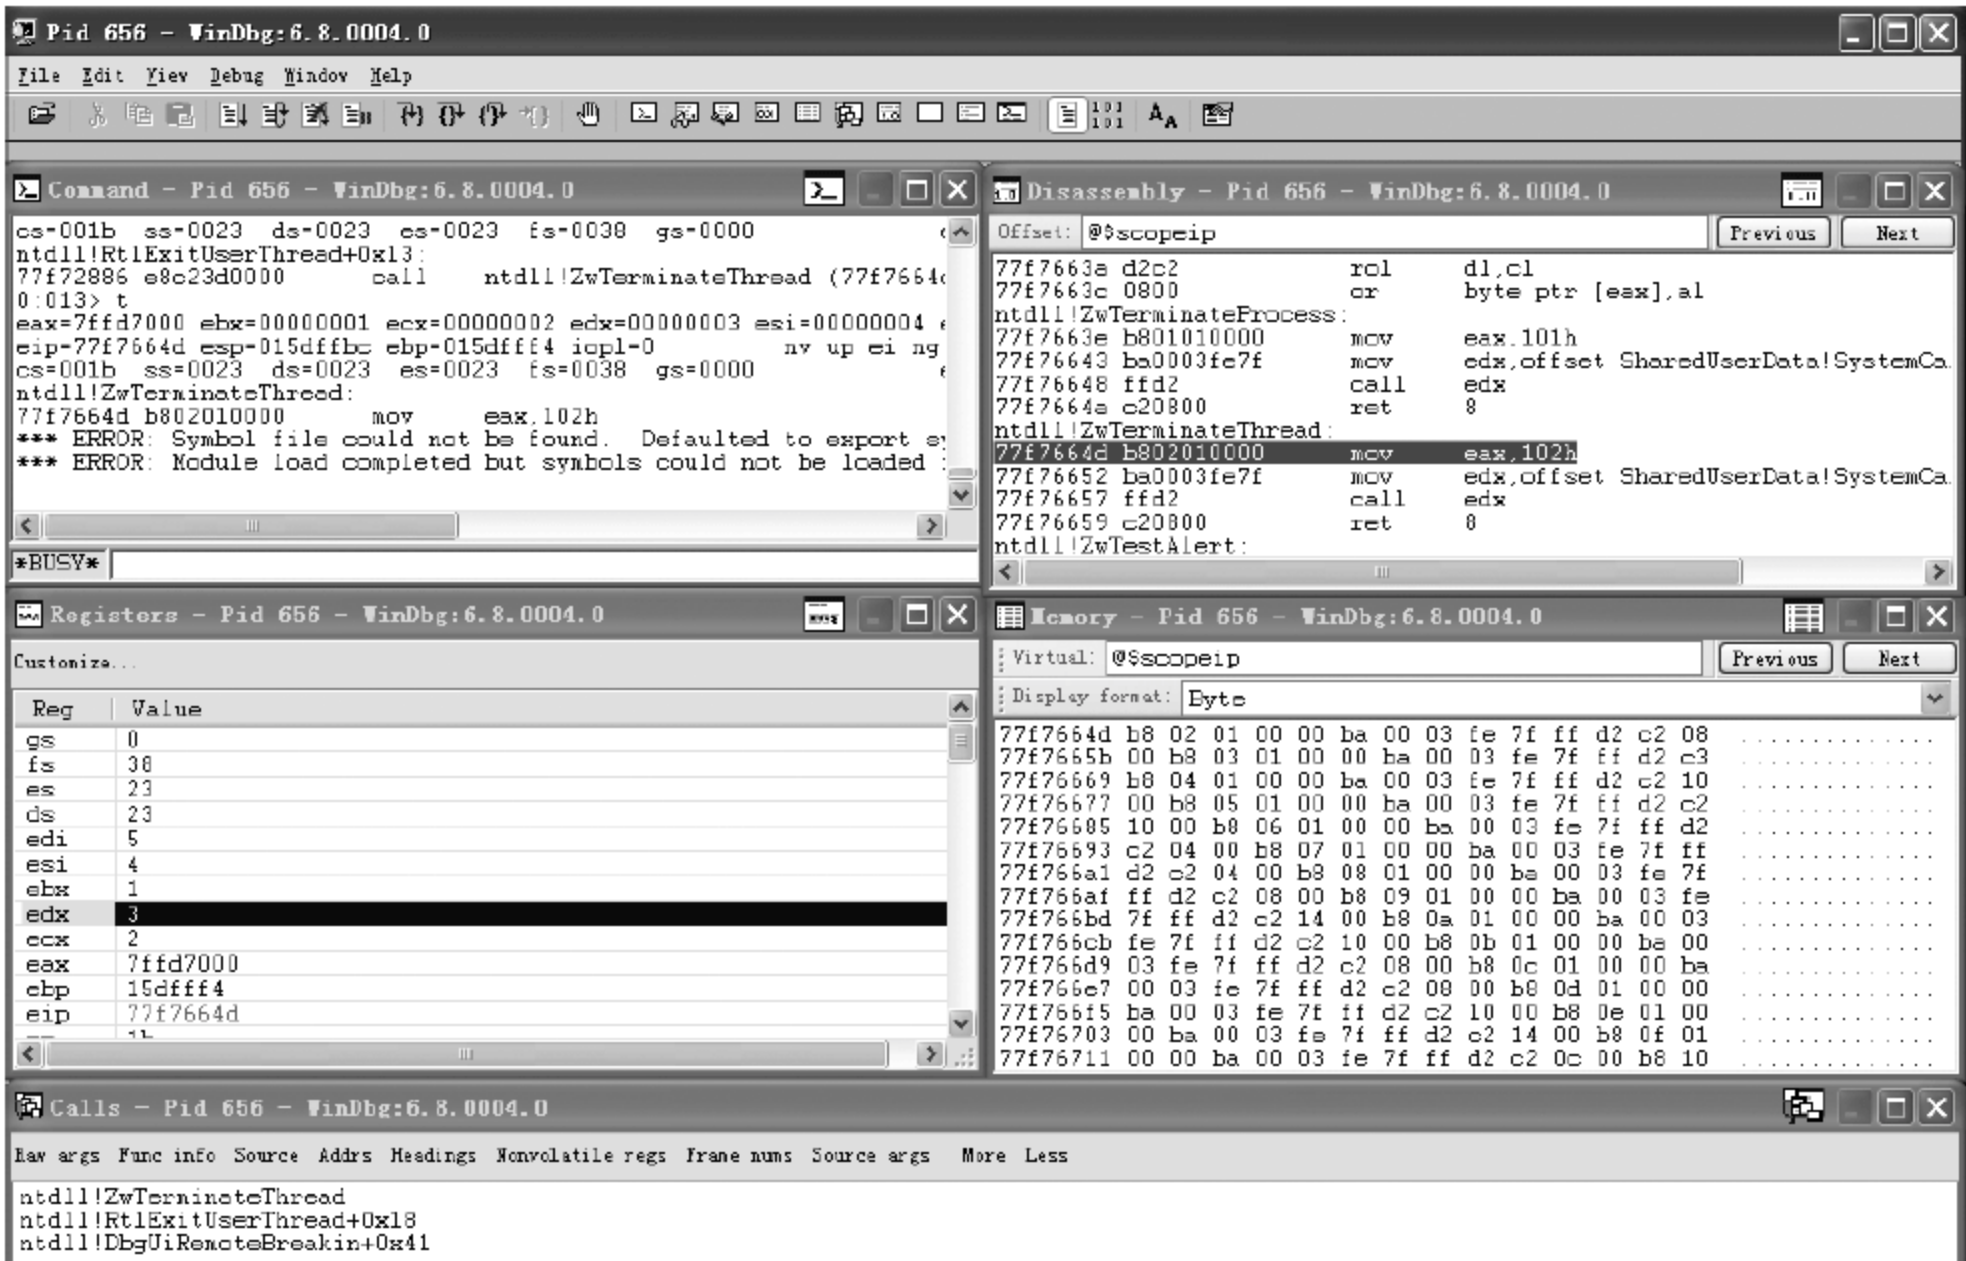 Pid 656 - WinDbg:6.8.0004.0
File Edit View Debug Window Help
Command - Pid 656 - WinDbg:6.8.0004.0
cs=001b ss=0023 ds=0023 es=0023 fs=0038 gs=0000
ntdll!RtlExitUserThread+0x13:
77f72886 e8c23d0000 call ntdll!ZwTerminateThread (77f7664d
0:013> t
eax=7ffd7000 ebx=00000001 ecx=00000002 edx=00000003 esi=00000004
eip=77f7664d esp=015dffbc ebp=015dfff4 iopl=0 nv up ei ng
cs=001b ss=0023 ds=0023 es=0023 fs=0038 gs=0000
ntdll!ZwTerminateThread:
77f7664d b802010000 mov eax,102h
*** ERROR: Symbol file could not be found. Defaulted to export sy
*** ERROR: Module load completed but symbols could not be loaded
*BUSY*
Disassembly - Pid 656 - WinDbg:6.8.0004.0
Offset: @$scopeip Previous Next
77f7663a d2c2 rol dl,cl
77f7663c 0800 or byte ptr [eax],al
ntdll!ZwTerminateProcess:
77f7663e b801010000 mov eax,101h
77f76643 ba0003fe7f mov edx,offset SharedUserData!SystemCa
77f76648 ffd2 call edx
77f7664a c20800 ret 8
ntdll!ZwTerminateThread:
77f7664d b802010000 mov eax,102h
77f76652 ba0003fe7f mov edx,offset SharedUserData!SystemCa
77f76657 ffd2 call edx
77f76659 c20800 ret 8
ntdll!ZwTestAlert:
Registers - Pid 656 - WinDbg:6.8.0004.0
Customize...
Reg Value
gs 0
fs 38
es 23
ds 23
edi 5
esi 4
ebx 1
edx 3
ecx 2
eax 7ffd7000
ebp 15dfff4
eip 77f7664d
Memory - Pid 656 - WinDbg:6.8.0004.0
Virtual: @$scopeip Previous Next
Display format: Byte
77f7664d b8 02 01 00 00 ba 00 03 fe 7f ff d2 c2 08 ..............
77f7665b 00 b8 03 01 00 00 ba 00 03 fe 7f ff d2 c3 ..............
77f76669 b8 04 01 00 00 ba 00 03 fe 7f ff d2 c2 10 ..............
77f76677 00 b8 05 01 00 00 ba 00 03 fe 7f ff d2 c2 ..............
77f76685 10 00 b8 06 01 00 00 ba 00 03 fe 7f ff d2 ..............
77f76693 c2 04 00 b8 07 01 00 00 ba 00 03 fe 7f ff ..............
77f766a1 d2 c2 04 00 b8 08 01 00 00 ba 00 03 fe 7f ..............
77f766af ff d2 c2 08 00 b8 09 01 00 00 ba 00 03 fe ..............
77f766bd 7f ff d2 c2 14 00 b8 0a 01 00 00 ba 00 03 ..............
77f766cb fe 7f ff d2 c2 10 00 b8 0b 01 00 00 ba 00 ..............
77f766d9 03 fe 7f ff d2 c2 08 00 b8 0c 01 00 00 ba ..............
77f766e7 00 03 fe 7f ff d2 c2 08 00 b8 0d 01 00 00 ..............
77f766f5 ba 00 03 fe 7f ff d2 c2 10 00 b8 0e 01 00 ..............
77f76703 00 ba 00 03 fe 7f ff d2 c2 14 00 b8 0f 01 ..............
77f76711 00 00 ba 00 03 fe 7f ff d2 c2 0c 00 b8 10 ..............
Calls - Pid 656 - WinDbg:6.8.0004.0
Raw args Func info Source Addrs Headings Nonvolatile regs Frame nums Source args More Less
ntdll!ZwTerminateThread
ntdll!RtlExitUserThread+0x18
ntdll!DbgUiRemoteBreakin+0x41